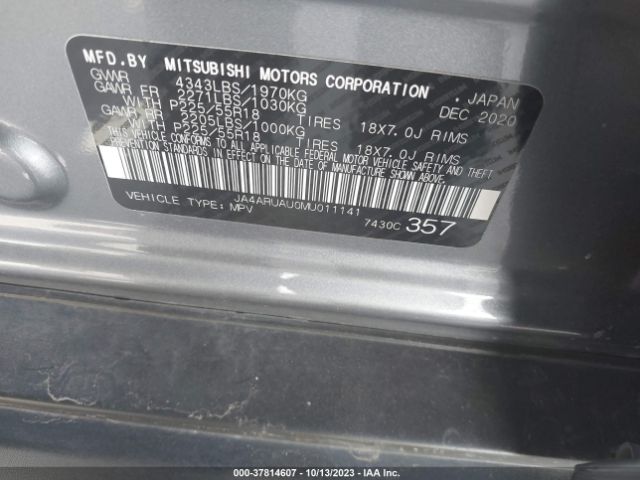 MFD.BY MITSUBISHI MOTORS CORPORATION
. JAPAN
GVWR 4343LBS/1970KG
DEC 2020
GAWR FR 2271LBS/1030KG
WITH P225/55R18 TIRES 18X7.0J RIMS
GAWR RR 2205LBS/1000KG
WITH P225/55R18 TIRES 18X7.0J RIMS
THIS VEHICLE CONFORMS TO ALL APPLICABLE FEDERAL MOTOR VEHICLE SAFETY, BUMPER AND THEFT
PREVENTION STANDARDS IN EFFECT ON THE DATE OF MANUFACTURE SHOWN ABOVE.
JA4ARUAU0MU011141
VEHICLE TYPE: MPV
7430C 357
000-37814607 - 10/13/2023 - IAA Inc.